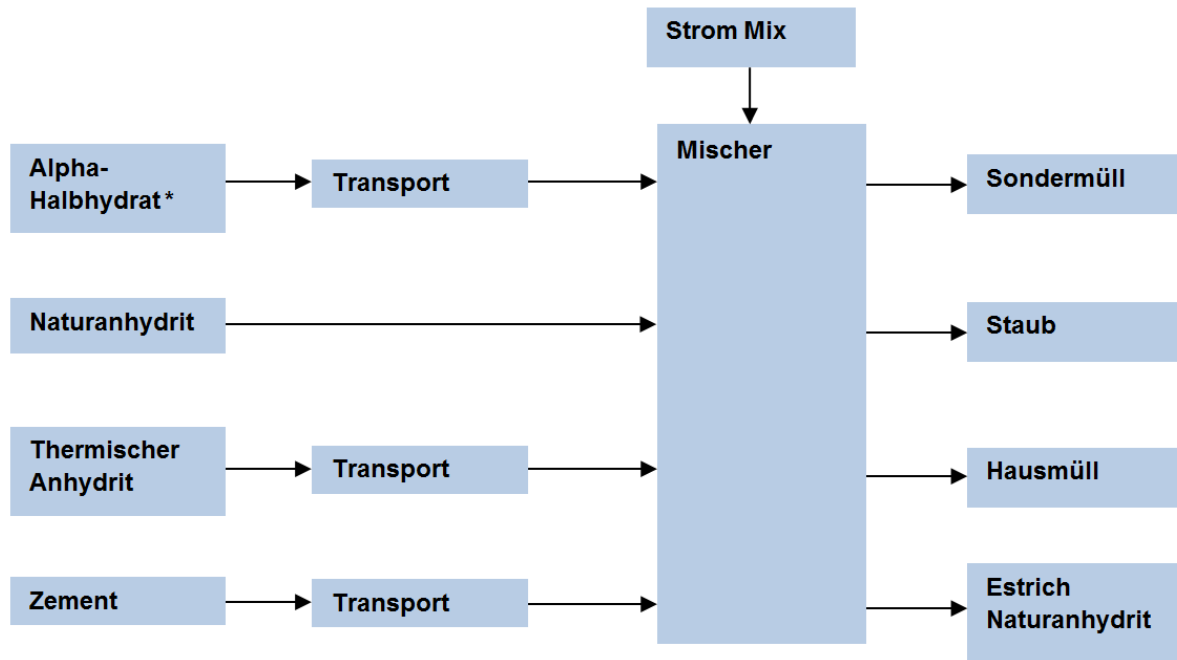 Strom Mix
Mischer
Alpha-
Halbhydrat *
Transport
Sondermüll
Naturanhydrit
Staub
Thermischer
Anhydrit
Transport
Hausmüll
Zement
Transport
Estrich
Naturanhydrit